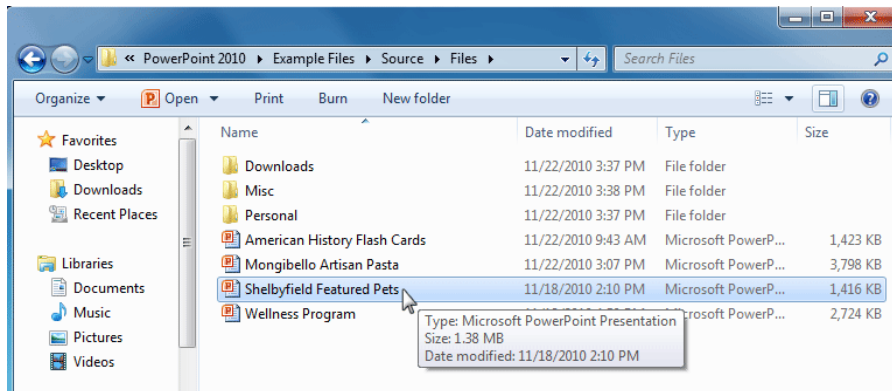 « PowerPoint 2010 ▸ Example Files ▸ Source ▸ Files ▸ Search Files
Organize ▾ Open ▾ Print Burn New folder
Name Date modified Type Size
Favorites
Desktop
Downloads
Recent Places
Libraries
Documents
Music
Pictures
Videos
Downloads 11/22/2010 3:37 PM File folder
Misc 11/22/2010 3:38 PM File folder
Personal 11/22/2010 3:37 PM File folder
American History Flash Cards 11/22/2010 9:43 AM Microsoft PowerP... 1,423 KB
Mongibello Artisan Pasta 11/22/2010 3:07 PM Microsoft PowerP... 3,798 KB
Shelbyfield Featured Pets 11/18/2010 2:10 PM Microsoft PowerP... 1,416 KB
Wellness Program PowerP... 2,724 KB
Type: Microsoft PowerPoint Presentation
Size: 1.38 MB
Date modified: 11/18/2010 2:10 PM